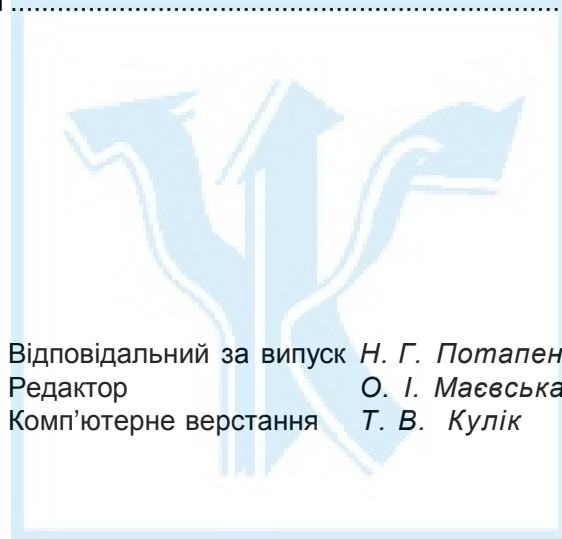 Відповідальний за випуск Н. Г. Потапен
Редактор О. І. Маєвська
Комп’ютерне верстання Т. В. Кулік